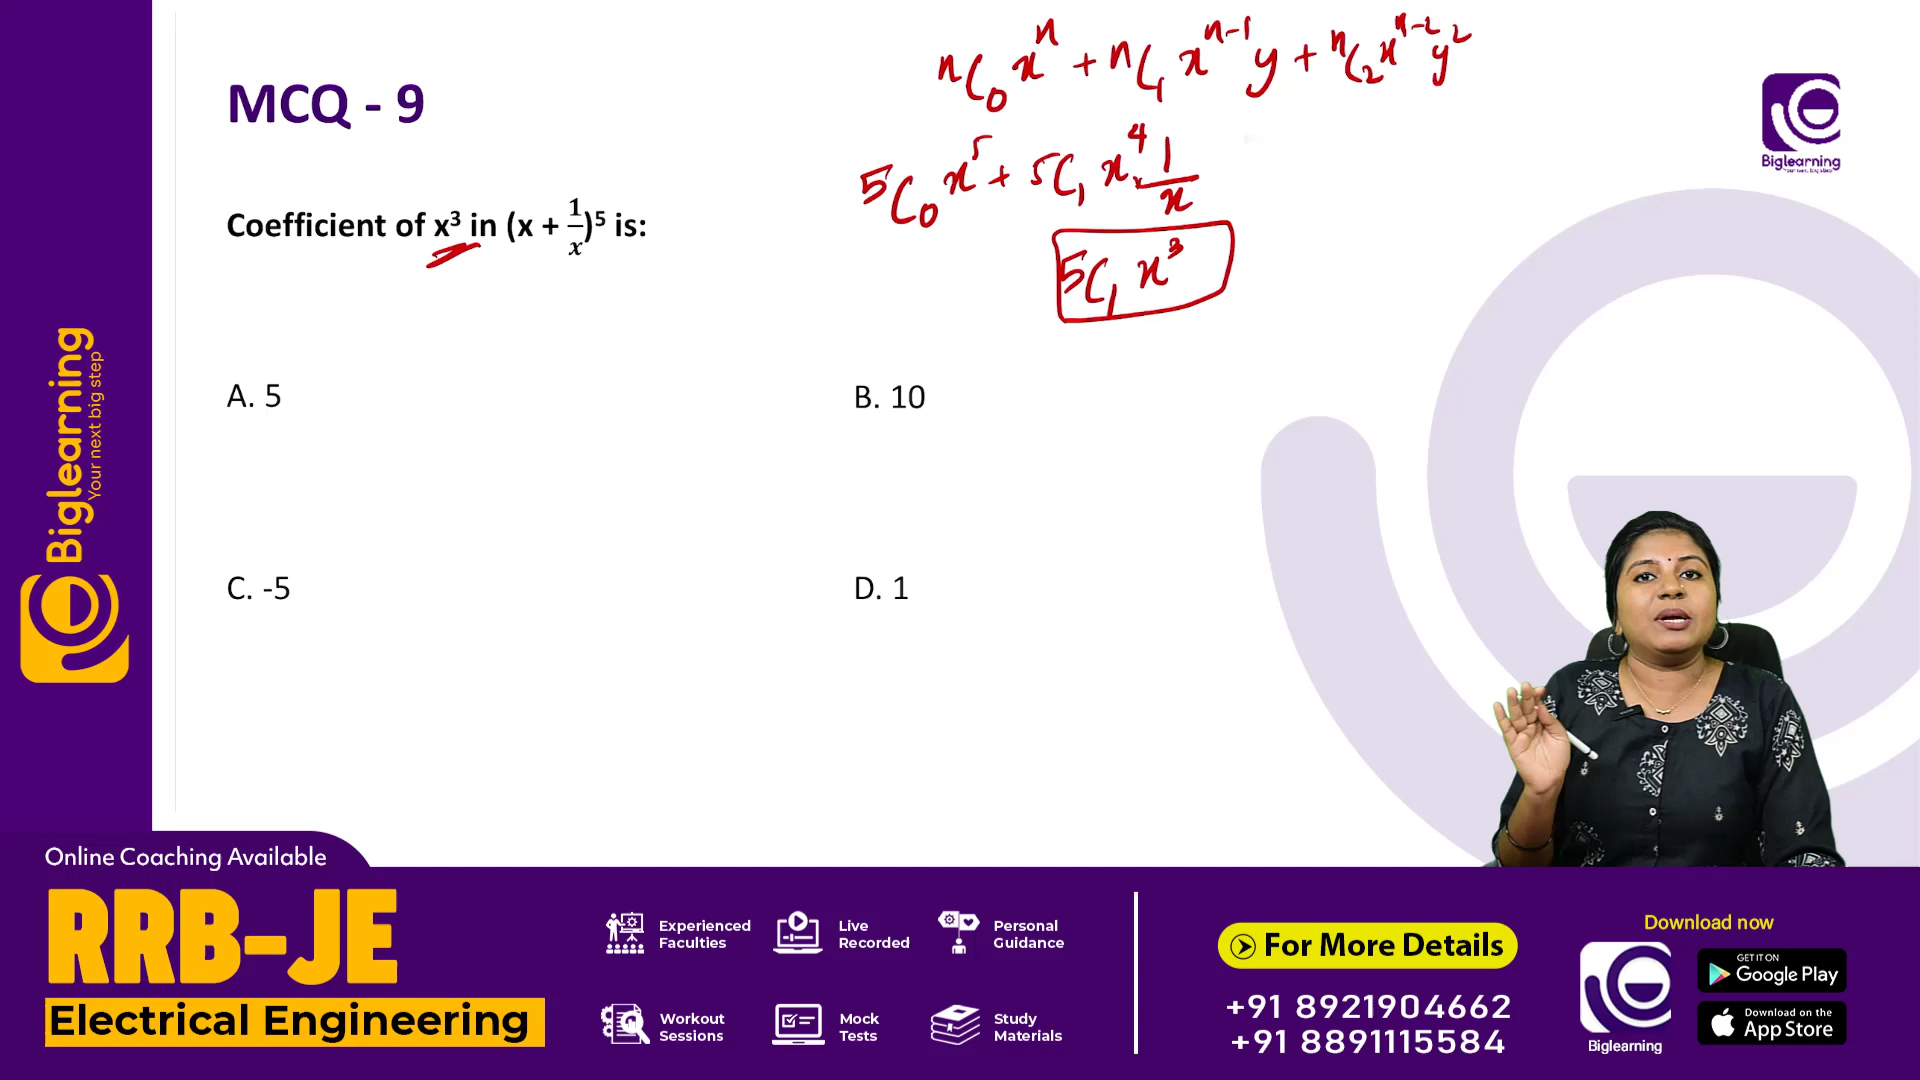 MCQ - 9
Coefficient of x³ in (x + 1/x)⁵ is:
ⁿC₀ xⁿ + ⁿC₁ xⁿ⁻¹ y + ⁿC₂ xⁿ⁻² y²
5C₀ x⁵ + 5C₁ x⁴ . 1/x
5C₁ x³
A. 5
B. 10
C. -5
D. 1
Biglearning
Your next big step
Biglearning
Online Coaching Available
RRB-JE
Electrical Engineering
Experienced
Faculties
Live
Recorded
Personal
Guidance
Workout
Sessions
Mock
Tests
Study
Materials
For More Details
+91 8921904662
+91 8891115584
Download now
Biglearning
GET IT ON
Google Play
Download on the
App Store